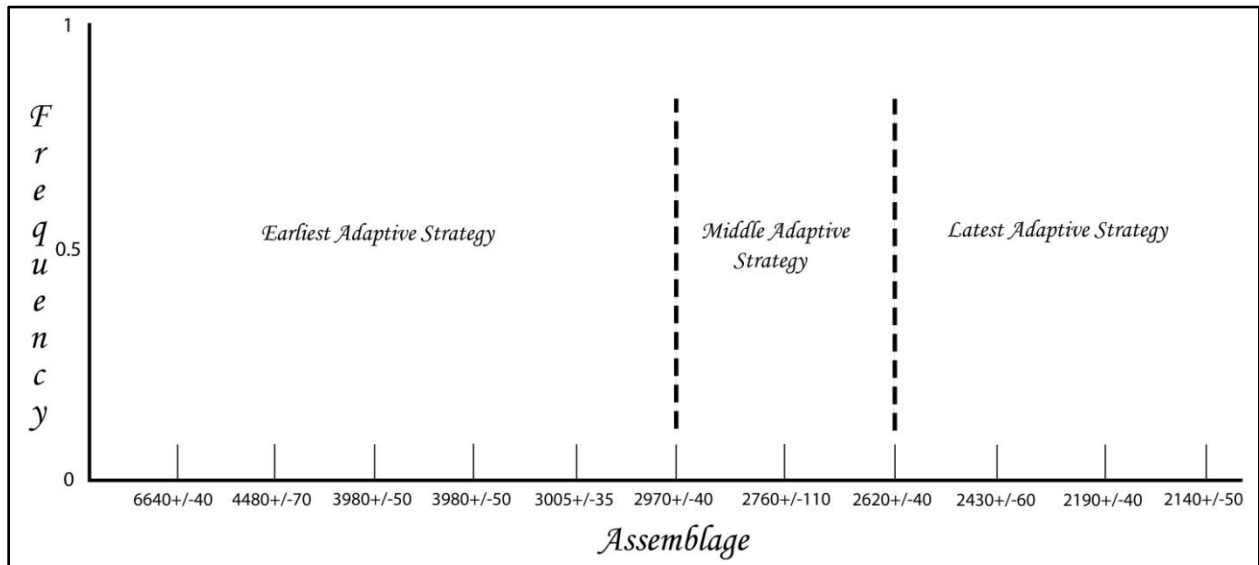 1
Frequency
0.5
0
Earliest Adaptive Strategy
Middle Adaptive
Strategy
Latest Adaptive Strategy
6640+/-40 4480+/-70 3980+/-50 3980+/-50 3005+/-35 2970+/-40 2760+/-110 2620+/-40 2430+/-60 2190+/-40 2140+/-50
Assemblage